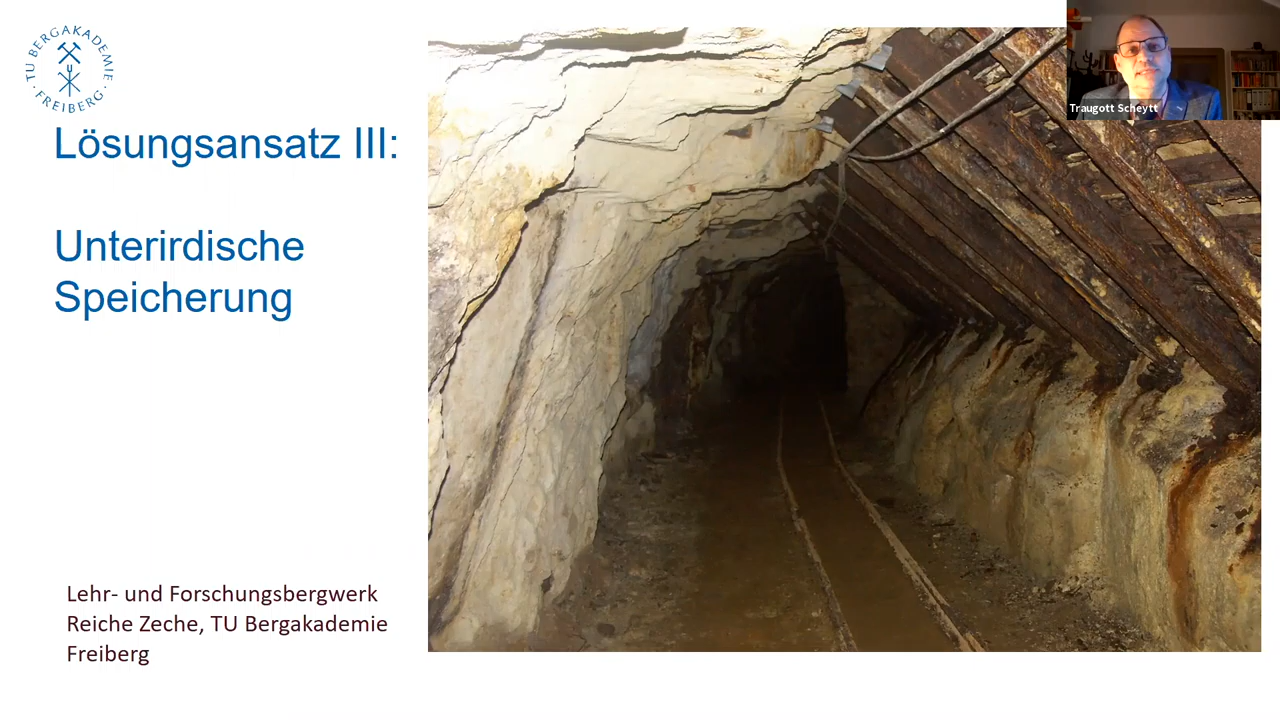 TU BERGAKADEMIE
FREIBERG
Traugott Scheytt
Lösungsansatz III:
Unterirdische
Speicherung
Lehr- und Forschungsbergwerk
Reiche Zeche, TU Bergakademie
Freiberg